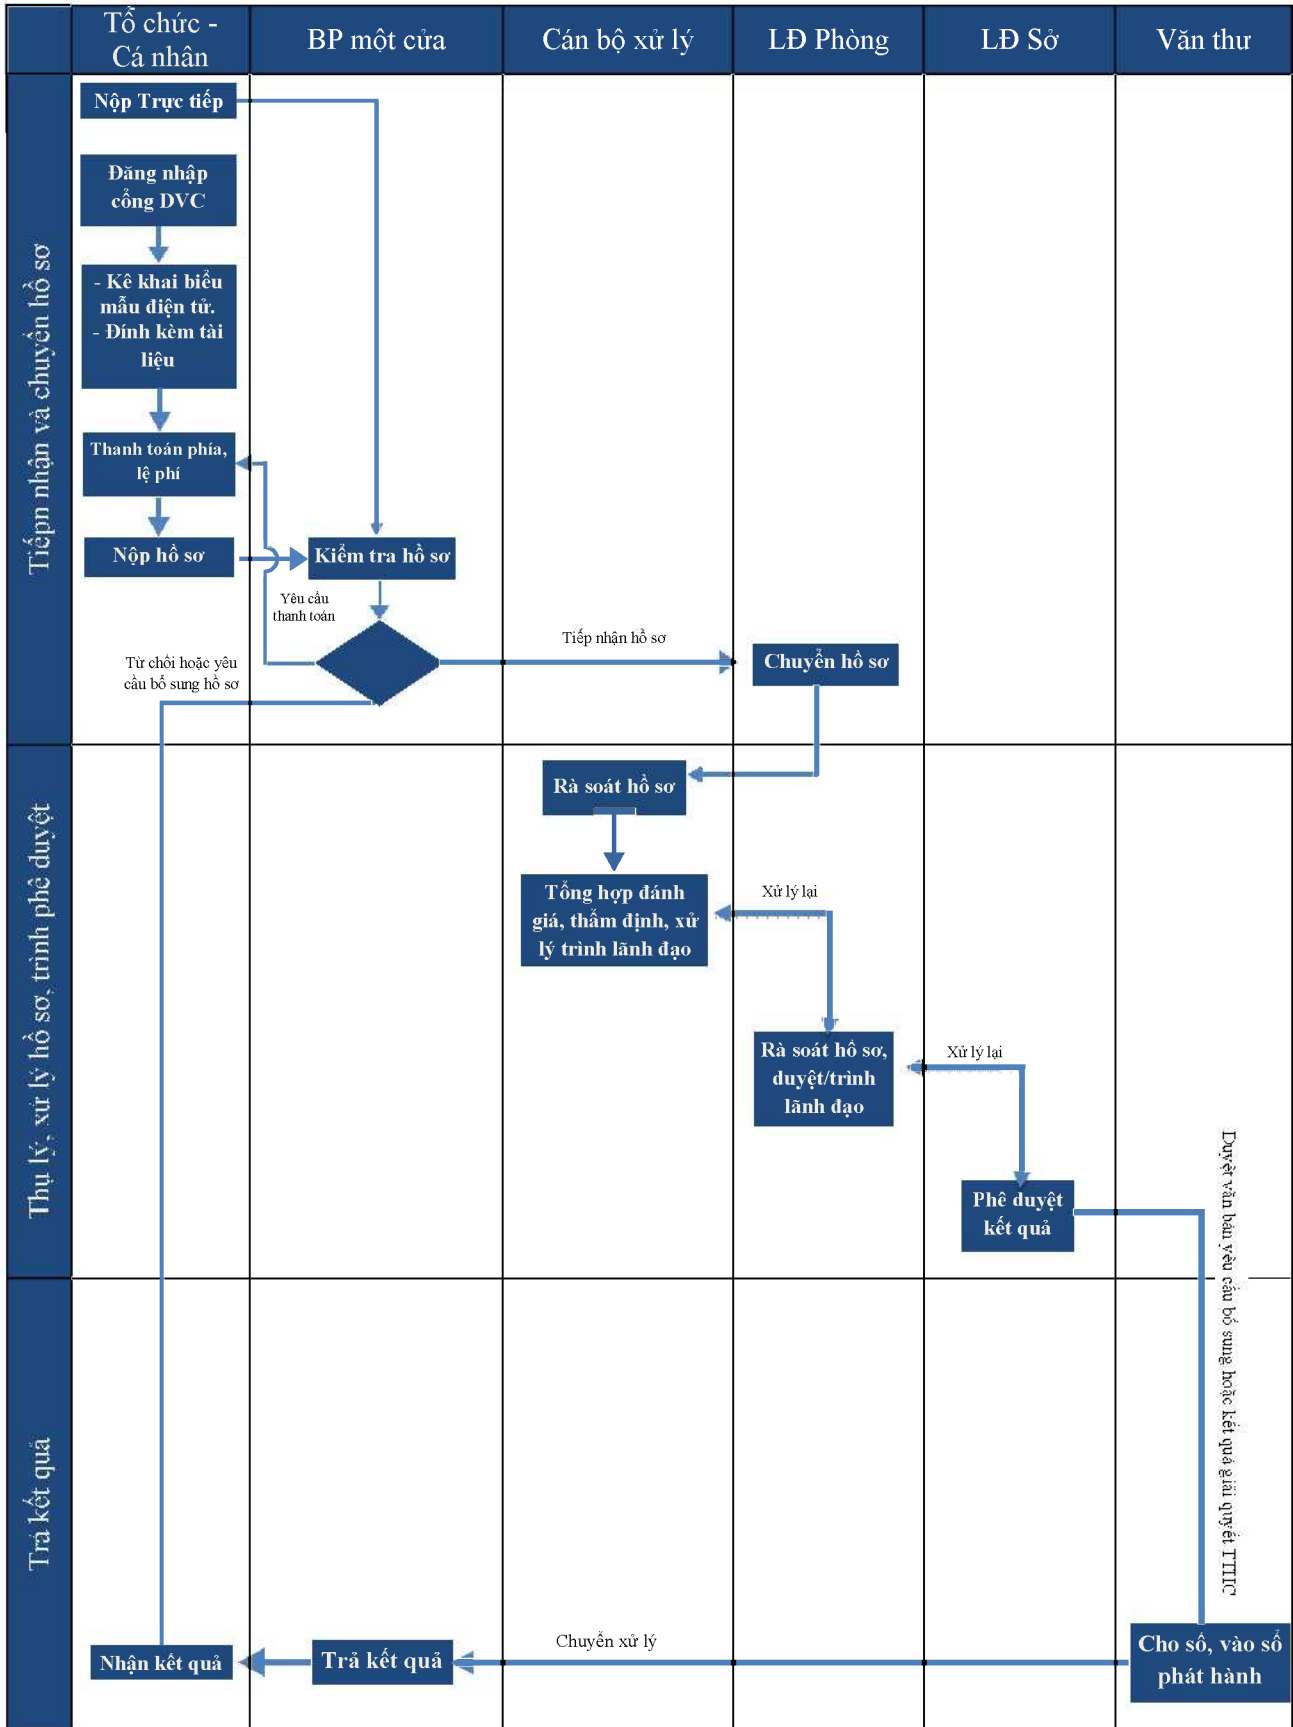 Tổ chức -
Cá nhân
BP một cửa
Cán bộ xử lý
LĐ Phòng
LĐ Sở
Văn thư
Tiếpn nhận và chuyển hồ sơ
Nộp Trực tiếp
Đăng nhập
cổng DVC
- Kê khai biểu
mẫu điện tử.
- Đính kèm tài
liệu
Thanh toán phía,
lệ phí
Nộp hồ sơ
Kiểm tra hồ sơ
Yêu cầu
thanh toán
Tiếp nhận hồ sơ
Chuyển hồ sơ
Từ chối hoặc yêu
cầu bổ sung hồ sơ
Thụ lý, xử lý hồ sơ, trình phê duyệt
Rà soát hồ sơ
Tổng hợp đánh
giá, thẩm định, xử
lý trình lãnh đạo
Xử lý lại
Rà soát hồ sơ,
duyệt/trình
lãnh đạo
Xử lý lại
Phê duyệt
kết quả
Duyệt văn bản yêu cầu bổ sung hoặc kết quả giải quyết TTHC
Trả kết quả
Nhận kết quả
Trả kết quả
Chuyển xử lý
Cho số, vào sổ
phát hành